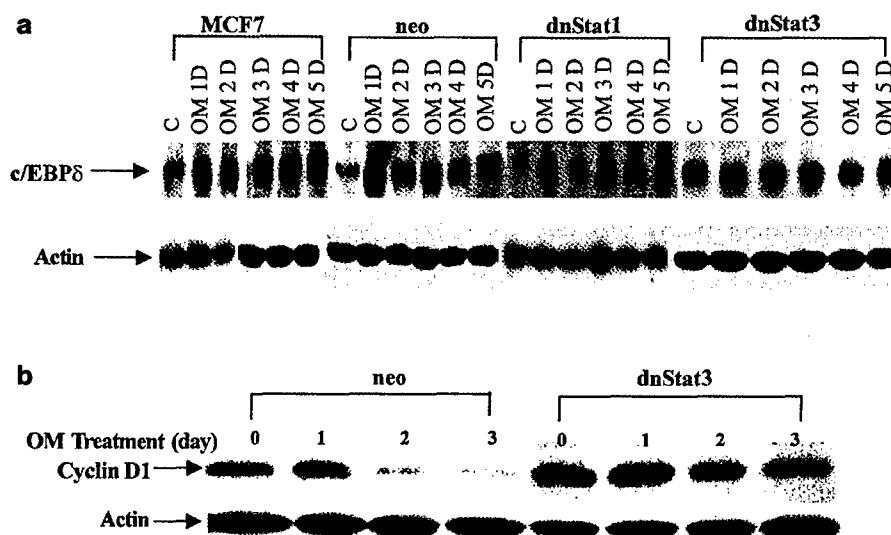 a
MCF7 neo dnStat1 dnStat3
C OM 1D OM 2 D OM 3 D OM 4 D OM 5 D C OM 1D OM 2 D OM 3 D OM 4 D OM 5D C OM 1 D OM 2 D OM 3 D OM 4 D OM 5 D C OM 1 D OM 2 D OM 3 D OM 4 D OM 5 D
c/EBPδ
Actin
b
neo dnStat3
OM Treatment (day) 0 1 2 3 0 1 2 3
Cyclin D1
Actin